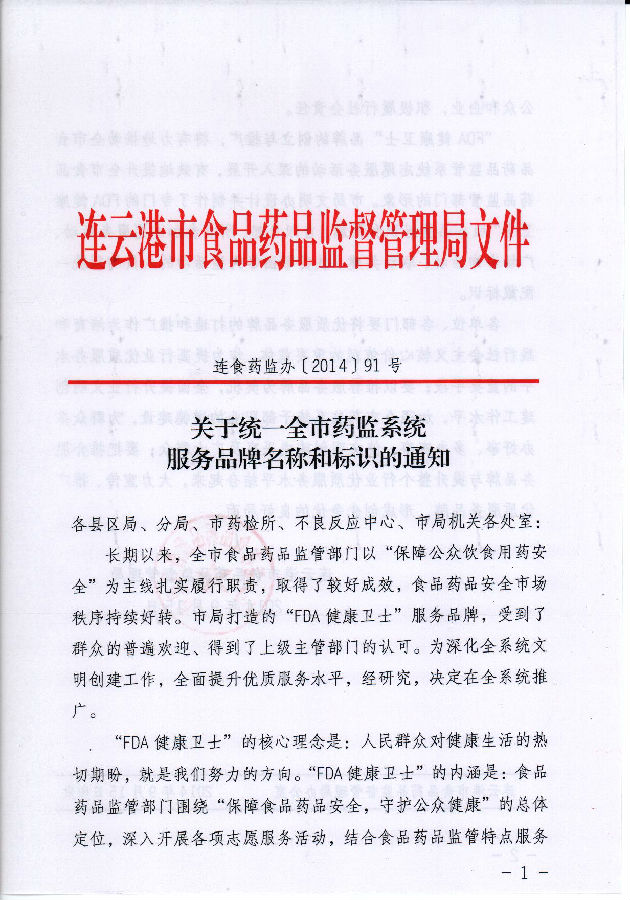 连云港市食品药品监督管理局文件
连食药监办〔2014〕91号
关于统一全市药监系统
服务品牌名称和标识的通知
各县区局、分局、市药检所、不良反应中心、市局机关各处室：
长期以来，全市食品药品监管部门以“保障公众饮食用药安
全”为主线扎实履行职责，取得了较好成效，食品药品安全市场
秩序持续好转。市局打造的“FDA健康卫士”服务品牌，受到了
群众的普遍欢迎、得到了上级主管部门的认可。为深化全系统文
明创建工作，全面提升优质服务水平，经研究，决定在全系统推
广。
“FDA健康卫士”的核心理念是：人民群众对健康生活的热
切期盼，就是我们努力的方向。“FDA健康卫士”的内涵是：食品
药品监管部门围绕“保障食品药品安全，守护公众健康”的总体
定位，深入开展各项志愿服务活动，结合食品药品监管特点服务
- 1 -